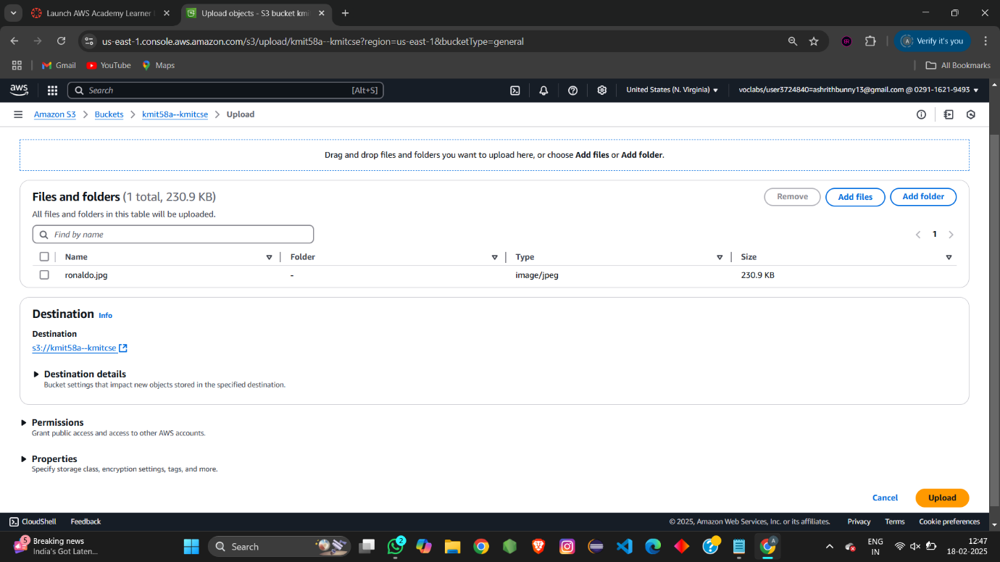 Launch AWS Academy Learner
Upload objects - S3 bucket kmi
us-east-1.console.aws.amazon.com/s3/upload/kmit58a--kmitcse?region=us-east-1&bucketType=general
BR
A
Verify it's you
Gmail
YouTube
Maps
All Bookmarks
aws
Search
[Alt+S]
United States (N. Virginia)
voclabs/user3724840=ashrithbunny13@gmail.com @ 0291-1621-9493
Amazon S3
Buckets
kmit58a--kmitcse
Upload
Drag and drop files and folders you want to upload here, or choose Add files or Add folder.
Files and folders (1 total, 230.9 KB)
Remove
Add files
Add folder
All files and folders in this table will be uploaded.
Find by name
1
Name
Folder
Type
Size
ronaldo.jpg
-
image/jpeg
230.9 KB
Destination Info
Destination
s3://kmit58a--kmitcse
Destination details
Bucket settings that impact new objects stored in the specified destination.
Permissions
Grant public access and access to other AWS accounts.
Properties
Specify storage class, encryption settings, tags, and more.
Cancel
Upload
CloudShell
Feedback
© 2025, Amazon Web Services, Inc. or its affiliates.
Privacy
Terms
Cookie preferences
5
Breaking news
India's Got Laten...
Search
2
A
ENG
IN
12:47
18-02-2025